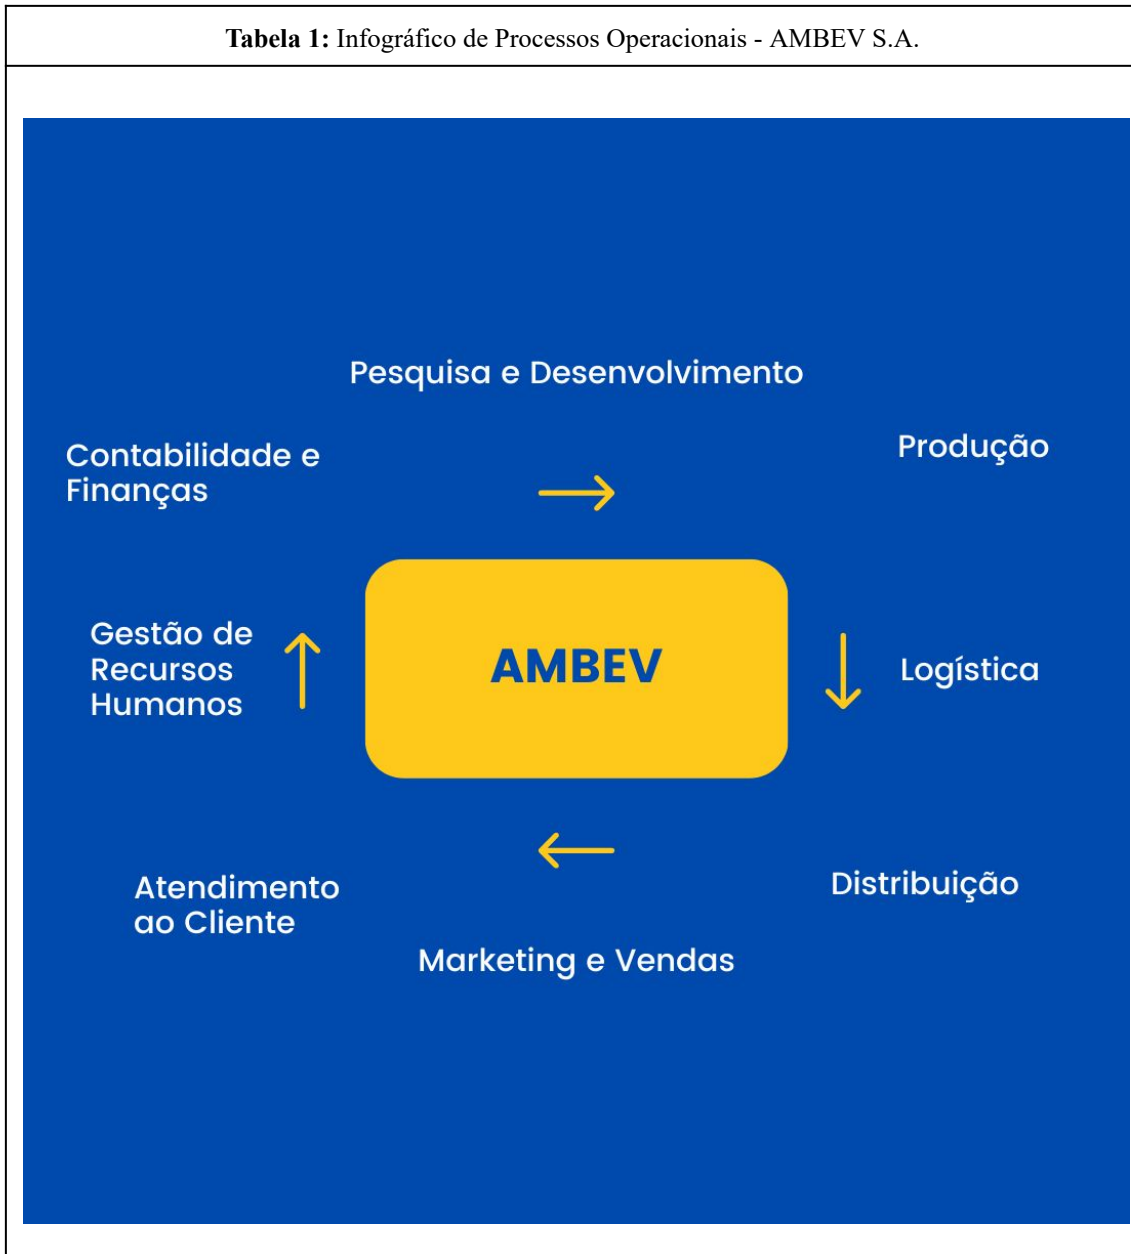 Tabela 1: Infográfico de Processos Operacionais - AMBEV S.A.
Pesquisa e Desenvolvimento
Produção
Contabilidade e
Finanças
Gestão de
Recursos
Humanos
AMBEV
Logística
Atendimento
ao Cliente
Distribuição
Marketing e Vendas